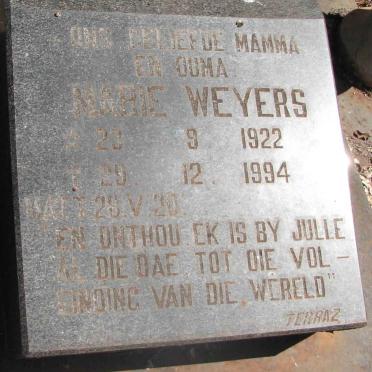 ONS GELIEFDE MAMMA
EN OUMA
MARIE WEYERS
20 9 1922
29 12. 1994
MATT 28. V. 20.
"EN ONTHOU EK IS BY JULLE
AL DIE DAE TOT DIE VOL-
EINDING VAN DIE „WERELD"
TERRAZ